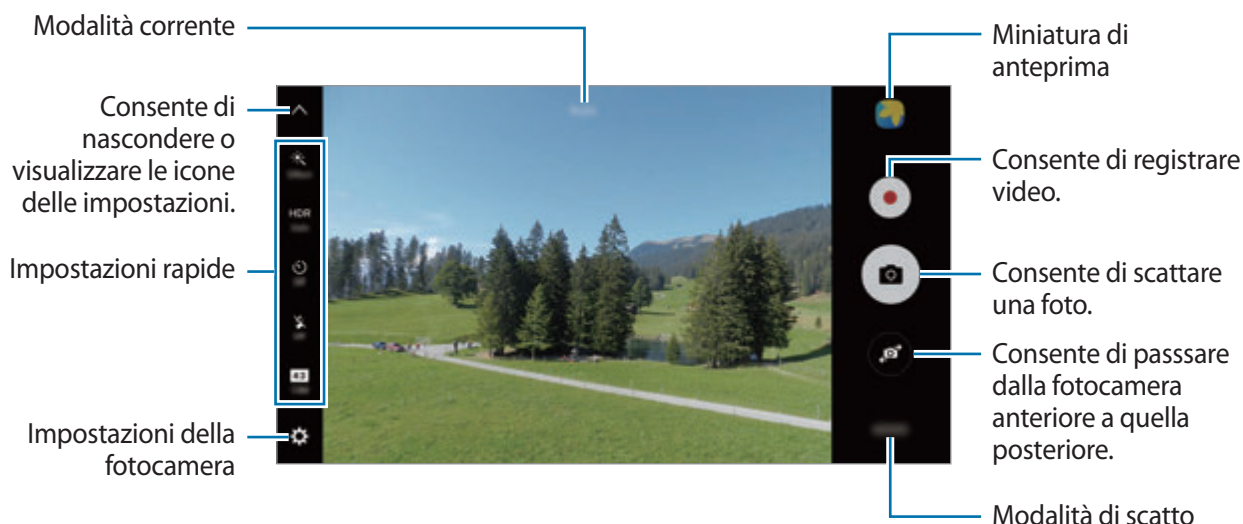 Modalità corrente
Consente di
nascondere o
visualizzare le icone
delle impostazioni.
Impostazioni rapide
Impostazioni della
fotocamera
HDR
4:3
Miniatura di
anteprima
Consente di registrare
video.
Consente di scattare
una foto.
Consente di passsare
dalla fotocamera
anteriore a quella
posteriore.
Modalità di scatto